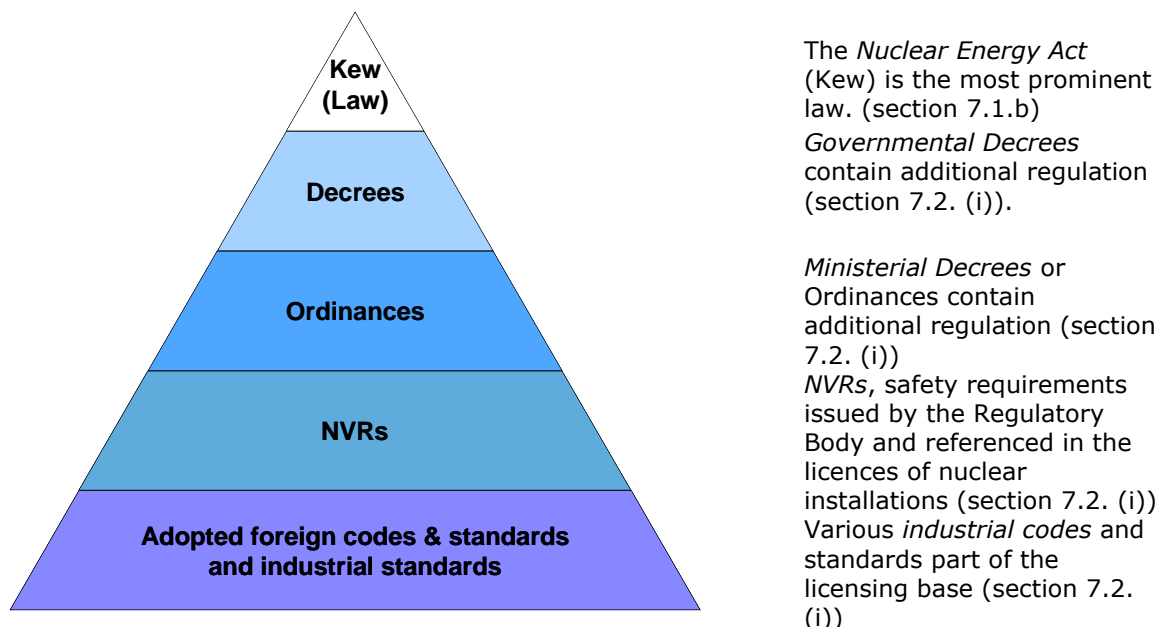 Kew
(Law)
Decrees
Ordinances
NVRs
Adopted foreign codes & standards
and industrial standards
The Nuclear Energy Act
(Kew) is the most prominent
law. (section 7.1.b)
Governmental Decrees
contain additional regulation
(section 7.2. (i)).
Ministerial Decrees or
Ordinances contain
additional regulation (section
7.2. (i))
NVRs, safety requirements
issued by the Regulatory
Body and referenced in the
licences of nuclear
installations (section 7.2. (i))
Various industrial codes and
standards part of the
licensing base (section 7.2.
(i))